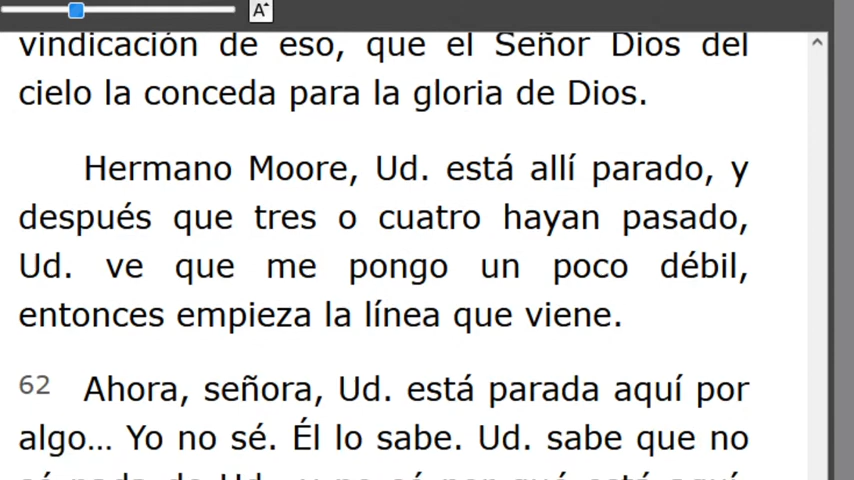 A
vindicación de eso, que el Señor Dios del
cielo la conceda para la gloria de Dios.
Hermano Moore, Ud. está allí parado, y
después que tres o cuatro hayan pasado,
Ud. ve que me pongo un poco débil,
entonces empieza la línea que viene.
62 Ahora, señora, Ud. está parada aquí por
algo... Yo no sé. Él lo sabe. Ud. sabe que no